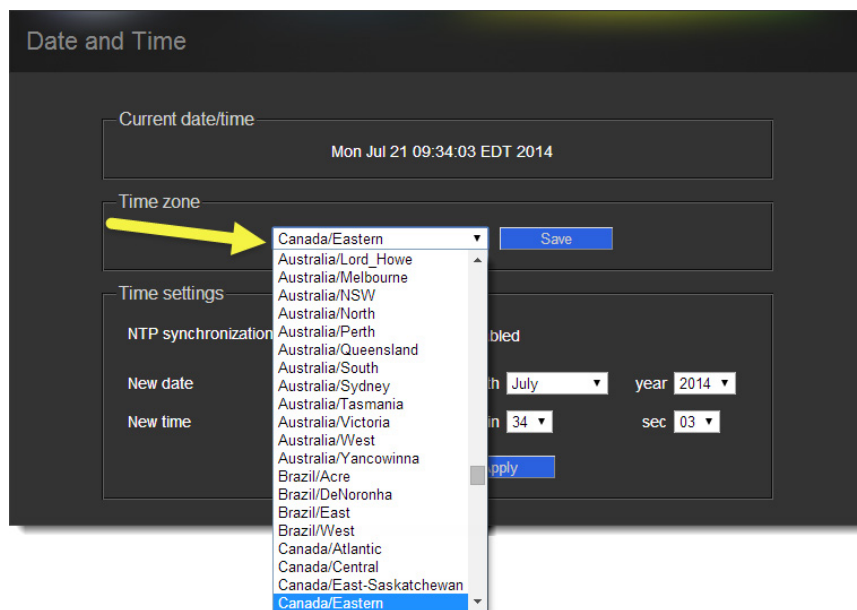 Date and Time
Current date/time
Mon Jul 21 09:34:03 EDT 2014
Time zone
Canada/Eastern Save
Australia/Lord_Howe
Australia/Melbourne
Australia/NSW
Australia/North
Australia/Perth
Australia/Queensland
Australia/South
Australia/Sydney
Australia/Tasmania
Australia/Victoria
Australia/West
Australia/Yancowinna
Brazil/Acre
Brazil/DeNoronha
Brazil/East
Brazil/West
Canada/Atlantic
Canada/Central
Canada/East-Saskatchewan
Canada/Eastern
Time settings
NTP synchronization
New date July year 2014
New time 34 sec 03